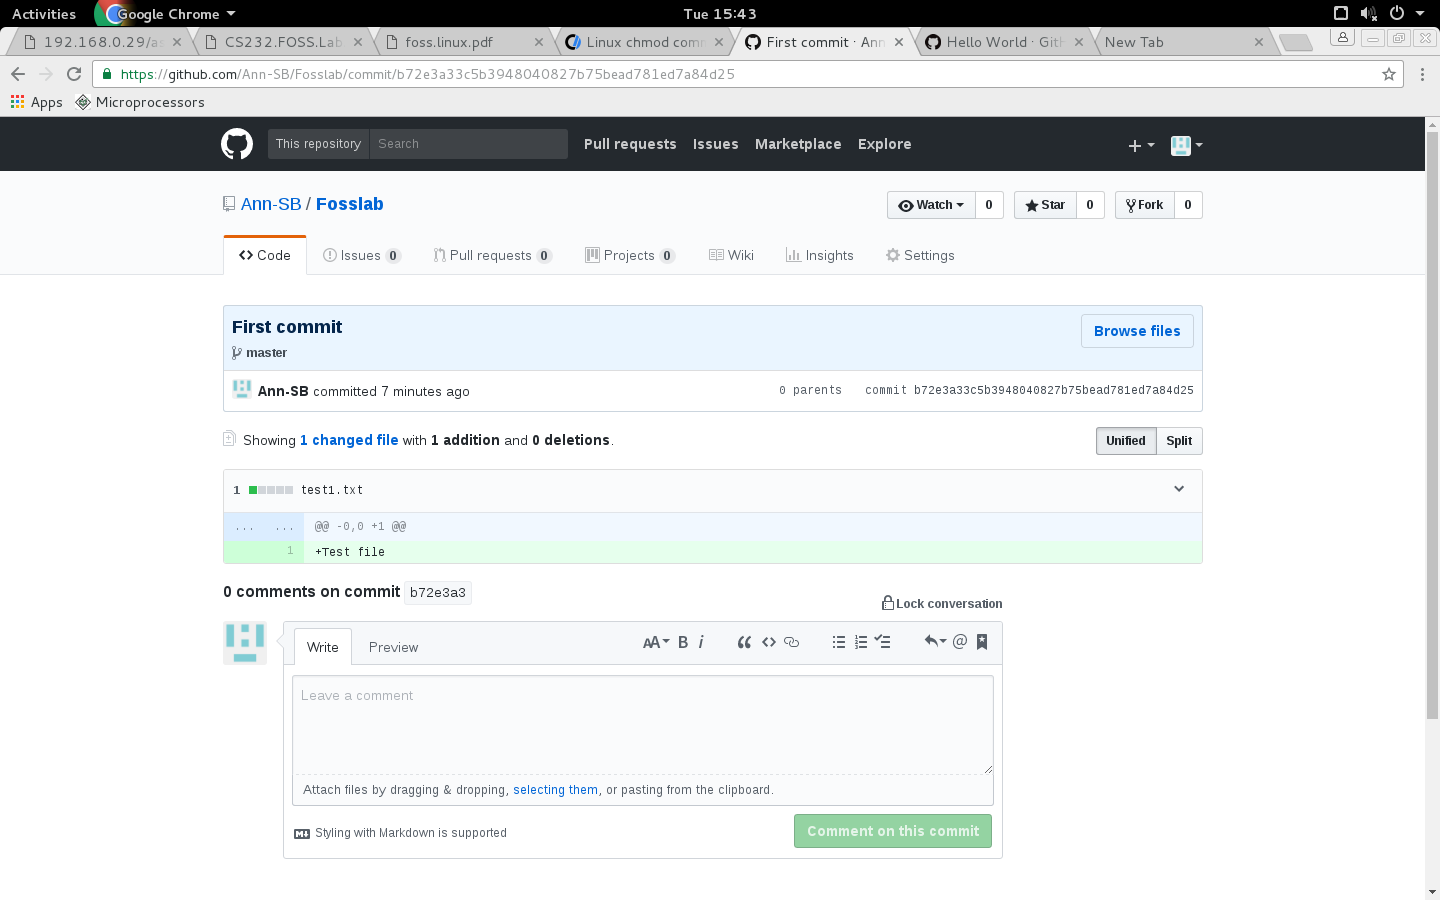 Activities Google Chrome Tue 15:43
192.168.0.29/as CS232.FOSS.Lab foss.linux.pdf Linux chmod com First commit · Ann Hello World · Git New Tab
https://github.com/Ann-SB/Fosslab/commit/b72e3a33c5b3948040827b75bead781ed7a84d25
Apps Microprocessors
This repository Search Pull requests Issues Marketplace Explore
Ann-SB / Fosslab Watch 0 Star 0 Fork 0
Code Issues 0 Pull requests 0 Projects 0 Wiki Insights Settings
First commit Browse files
master
Ann-SB committed 7 minutes ago 0 parents commit b72e3a33c5b3948040827b75bead781ed7a84d25
Showing 1 changed file with 1 addition and 0 deletions. Unified Split
1 test1.txt
... ... @@ -0,0 +1 @@
1 +Test file
0 comments on commit b72e3a3 Lock conversation
Write Preview AA B i @
Leave a comment
Attach files by dragging & dropping, selecting them, or pasting from the clipboard.
Styling with Markdown is supported Comment on this commit